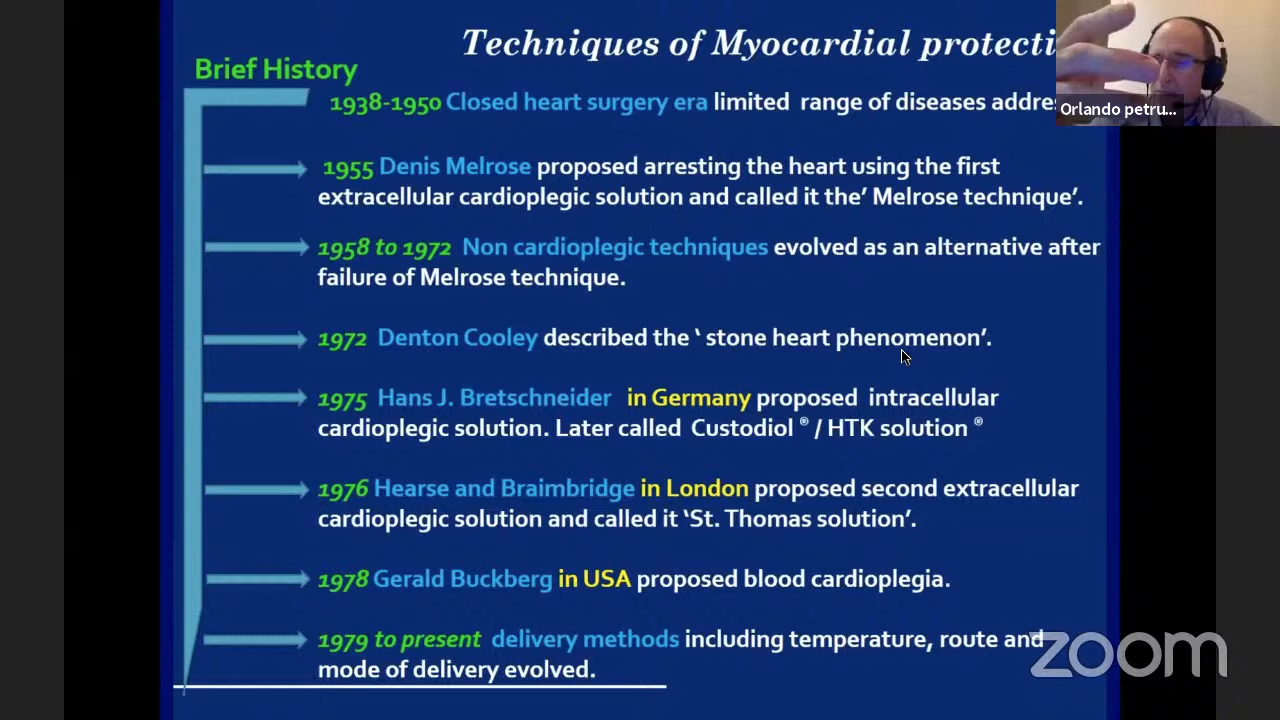 Techniques of Myocardial protecti
Brief History
1938-1950 Closed heart surgery era limited range of diseases addre
Orlando petru...
1955 Denis Melrose proposed arresting the heart using the first
extracellular cardioplegic solution and called it the' Melrose technique'.
1958 to 1972 Non cardioplegic techniques evolved as an alternative after
failure of Melrose technique.
1972 Denton Cooley described the ‘ stone heart phenomenon’.
1975 Hans J. Bretschneider in Germany proposed intracellular
cardioplegic solution. Later called Custodiol ® / HTK solution ®
1976 Hearse and Braimbridge in London proposed second extracellular
cardioplegic solution and called it ‘St. Thomas solution’.
1978 Gerald Buckberg in USA proposed blood cardioplegia.
1979 to present delivery methods including temperature, route and
mode of delivery evolved.
zoom